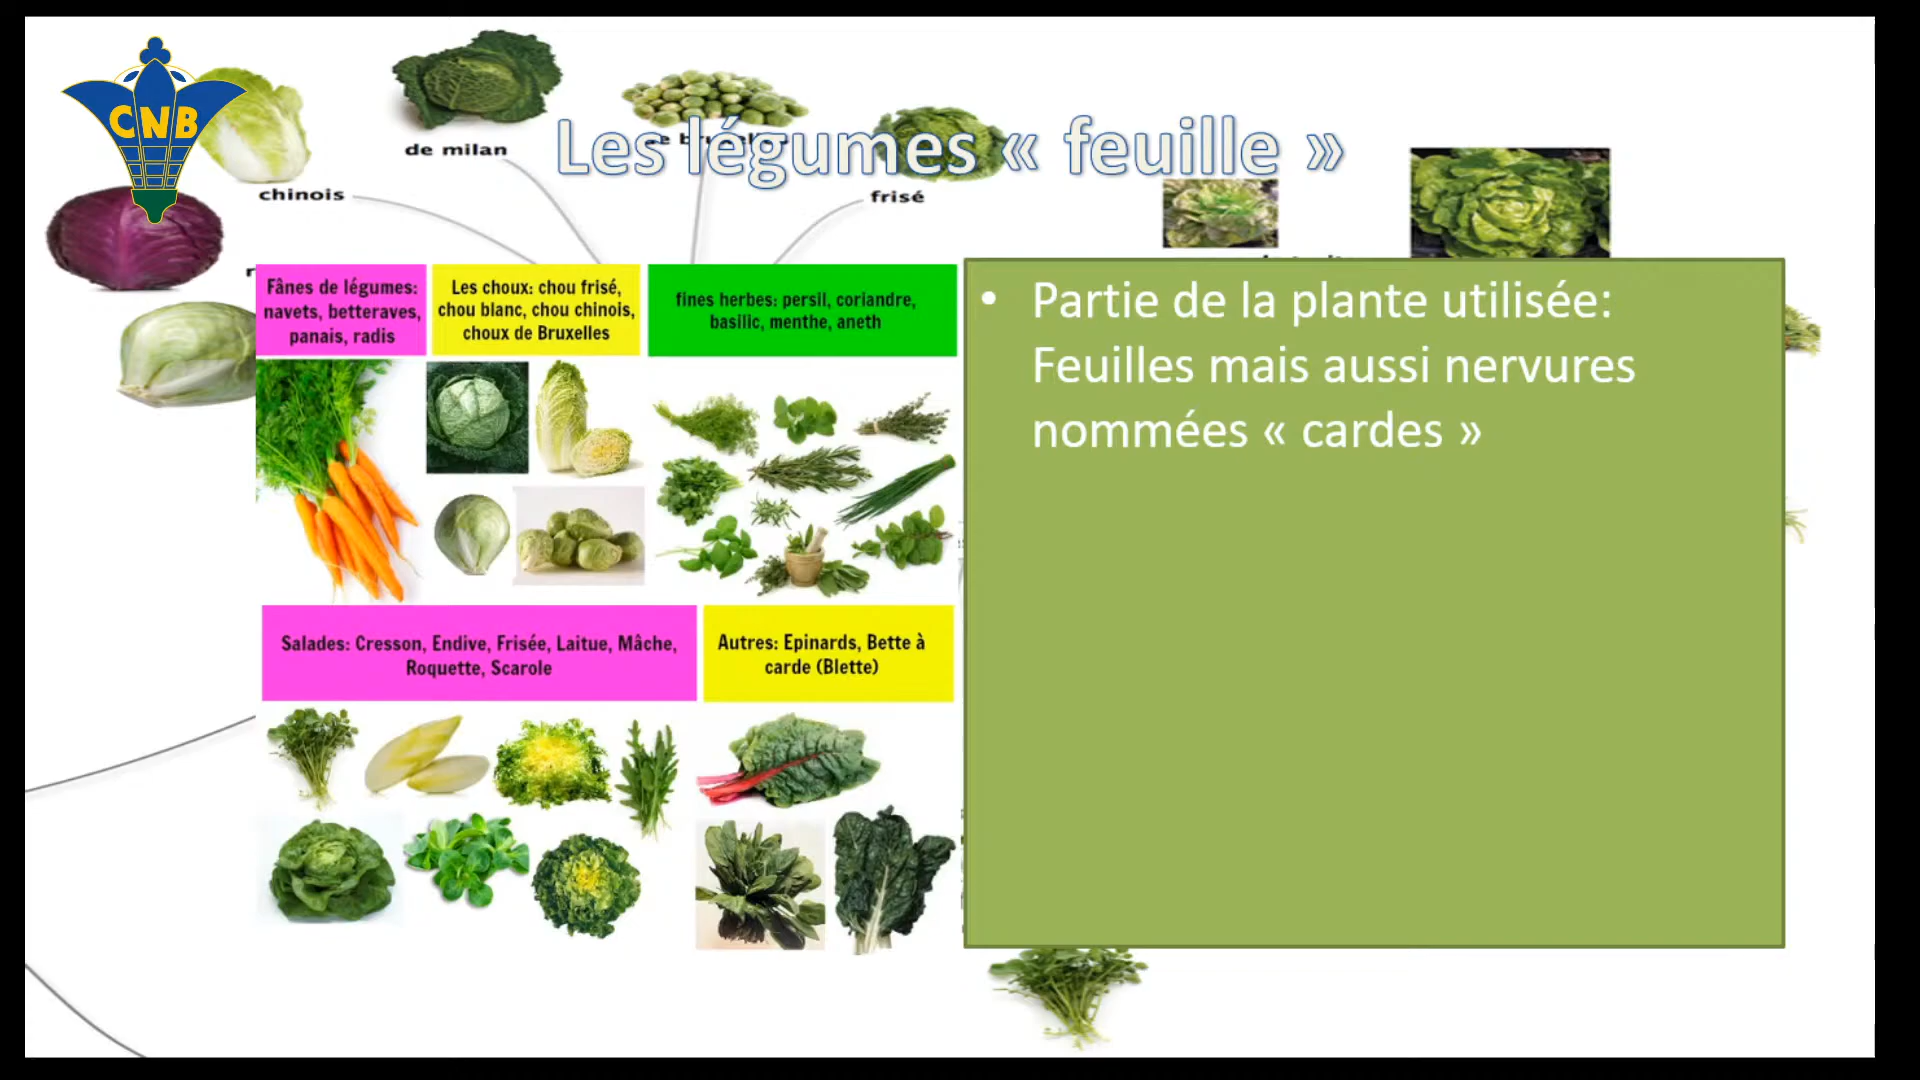 CNB
Les légumes « feuille »
de milan
chinois
frisé
Fânes de légumes:
navets, betteraves,
panais, radis
Les choux: chou frisé,
chou blanc, chou chinois,
choux de Bruxelles
fines herbes: persil, coriandre,
basilic, menthe, aneth
• Partie de la plante utilisée:
Feuilles mais aussi nervures
nommées « cardes »
Salades: Cresson, Endive, Frisée, Laitue, Mâche,
Roquette, Scarole
Autres: Epinards, Bette à
carde (Blette)